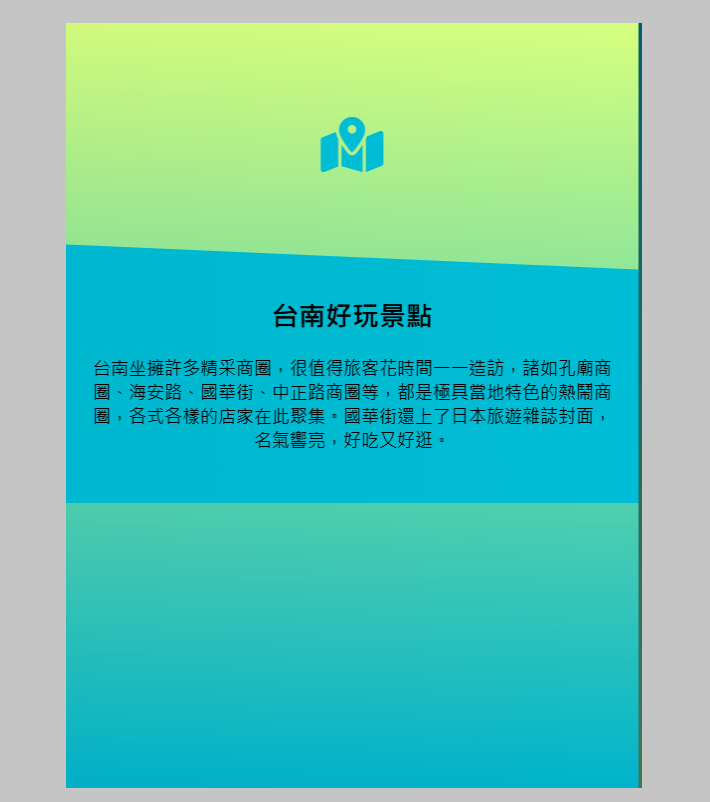 台南好玩景點
台南坐擁許多精采商圈，很值得旅客花時間一一造訪，諸如孔廟商
圈、海安路、國華街、中正路商圈等，都是極具當地特色的熱鬧商
圈，各式各樣的店家在此聚集。國華街還上了日本旅遊雜誌封面，
名氣響亮，好吃又好逛。